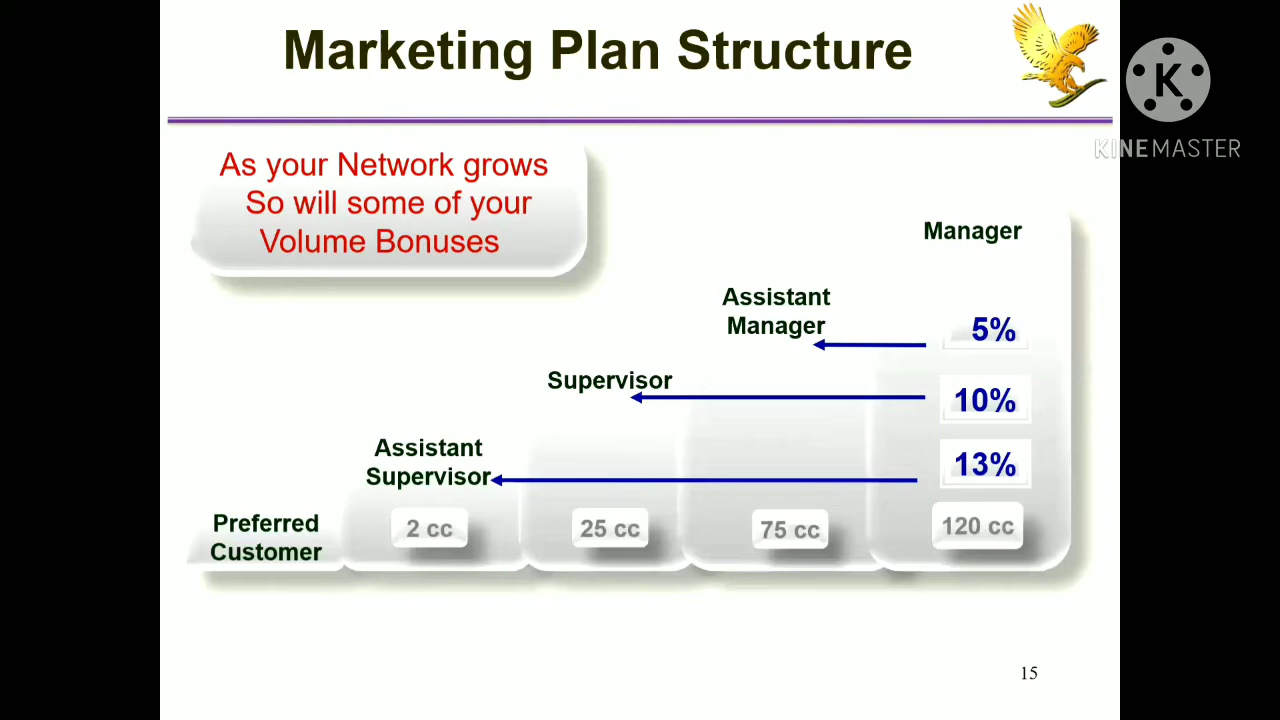 Marketing Plan Structure
K
KINEMASTER
As your Network grows
So will some of your
Volume Bonuses
Manager
Assistant
Manager
5%
Supervisor
10%
Assistant
Supervisor
13%
Preferred
Customer
2 cc
25 cc
75 cc
120 cc
15